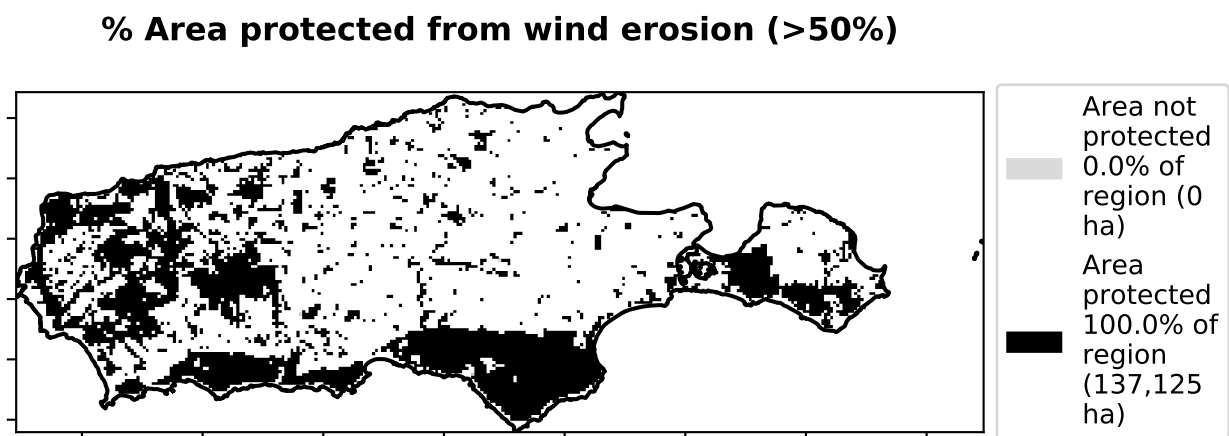 % Area protected from wind erosion (>50%)
Area not
protected
0.0% of
region (0
ha)
Area
protected
100.0% of
region
(137,125
ha)